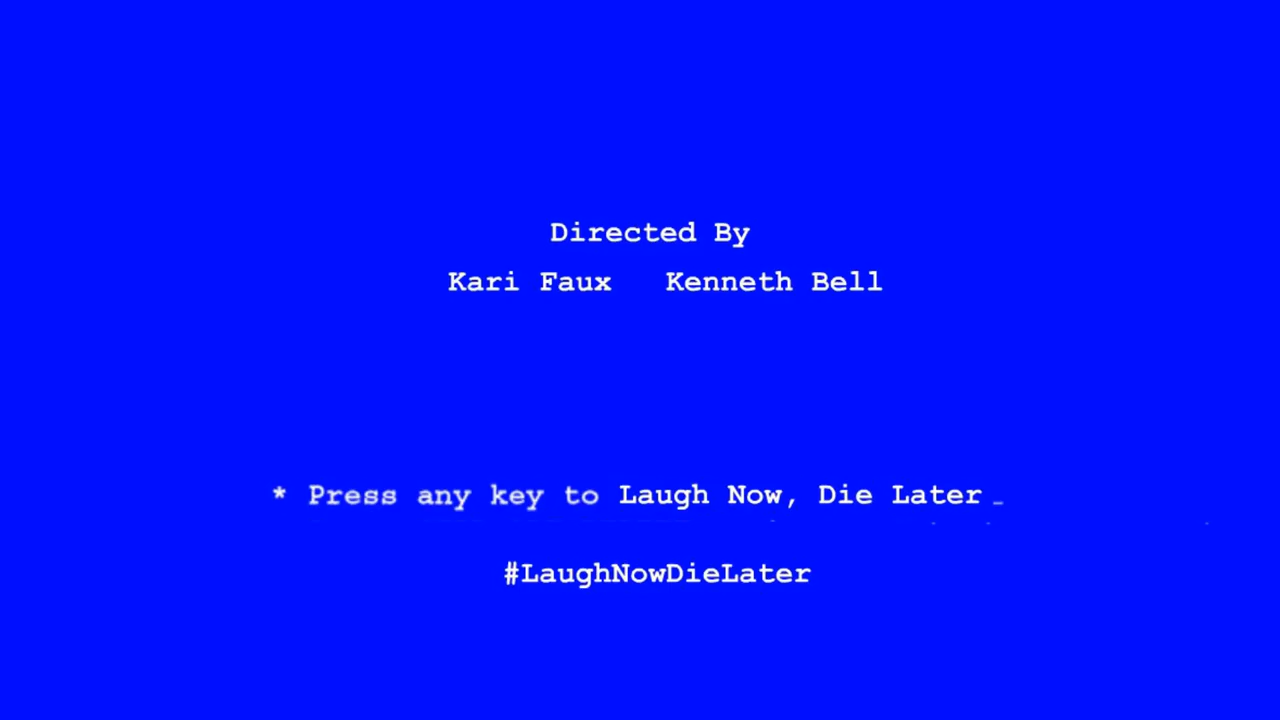 Directed By
Kari Faux Kenneth Bell
* Press any key to Laugh Now, Die Later _
#LaughNowDieLater